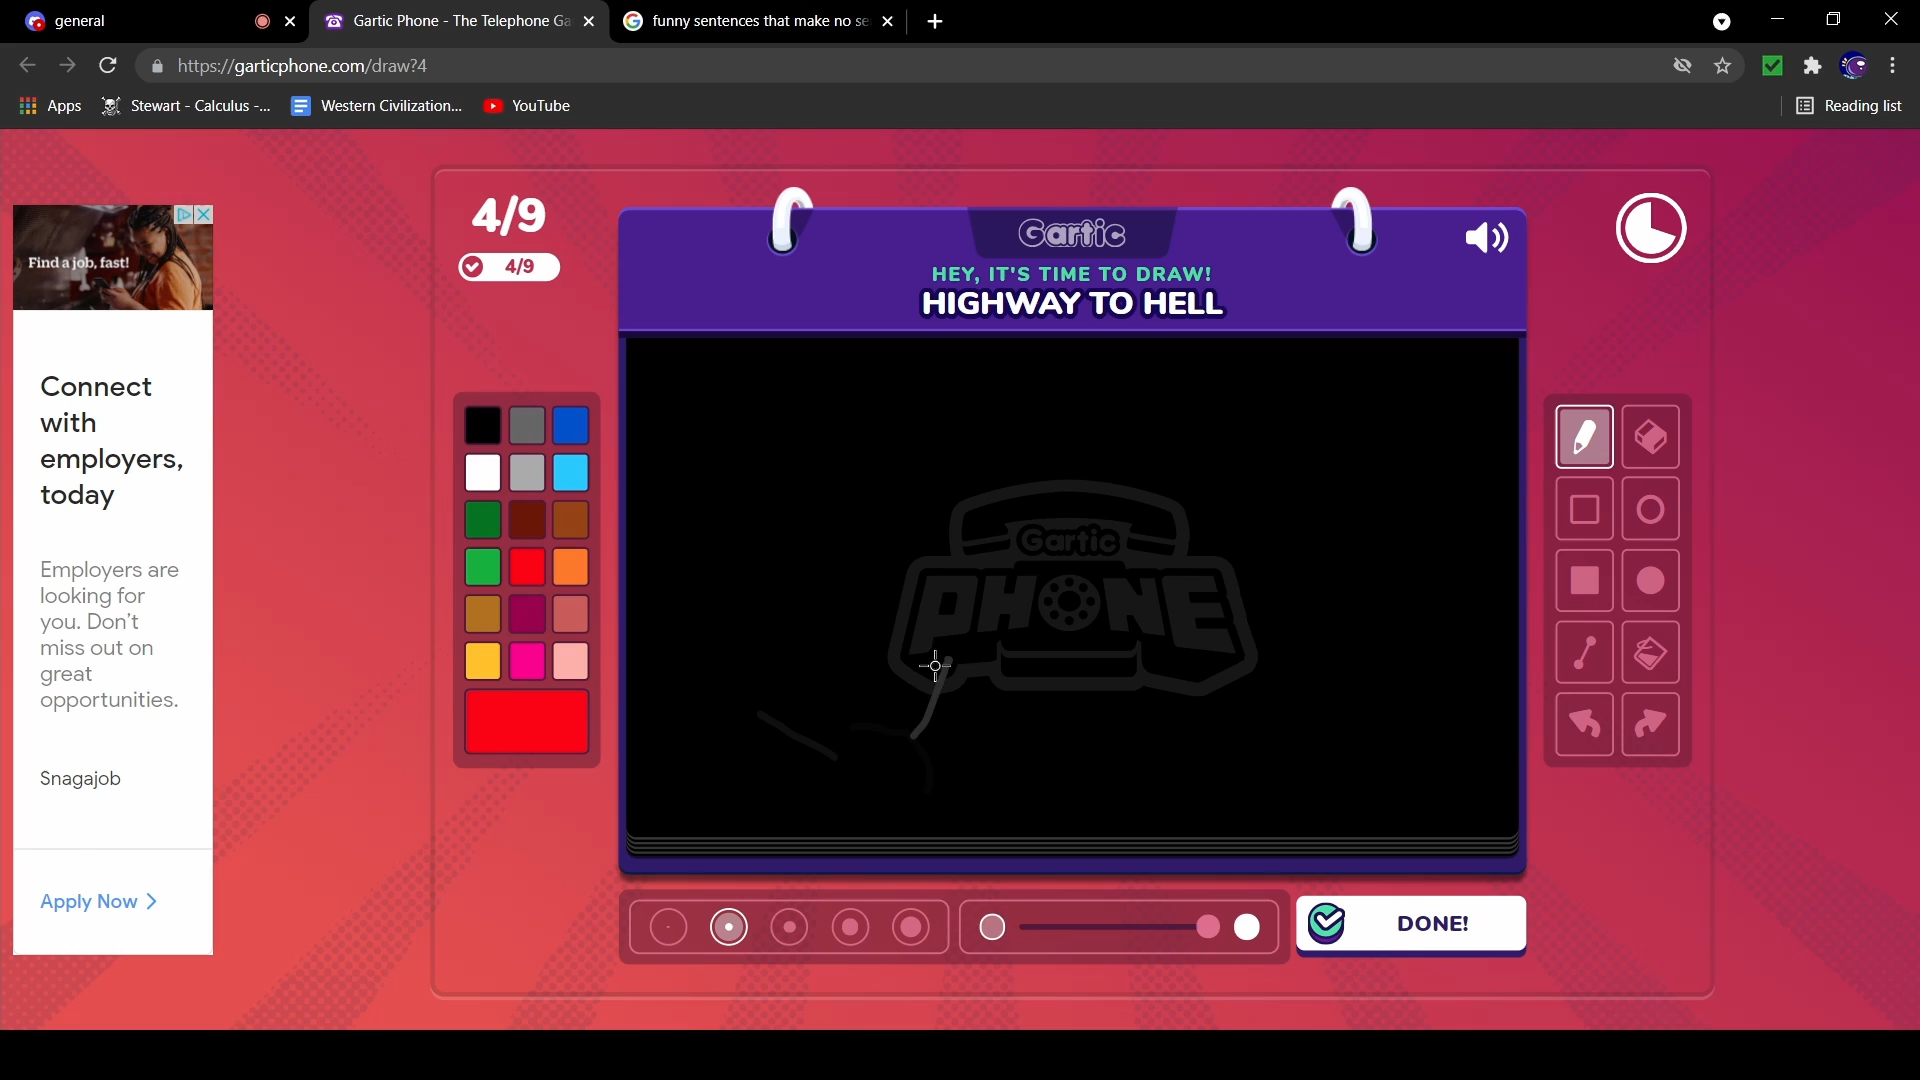 general
Gartic Phone - The Telephone Ga
funny sentences that make no se
https://garticphone.com/draw?4
Apps
Stewart - Calculus -...
Western Civilization...
YouTube
Reading list
4/9
4/9
Gartic
HEY, IT'S TIME TO DRAW!
HIGHWAY TO HELL
Find a job, fast!
Connect
with
employers,
today
Employers are
looking for
you. Don't
miss out on
great
opportunities.
Snagajob
Apply Now
Gartic
PHONE
DONE!